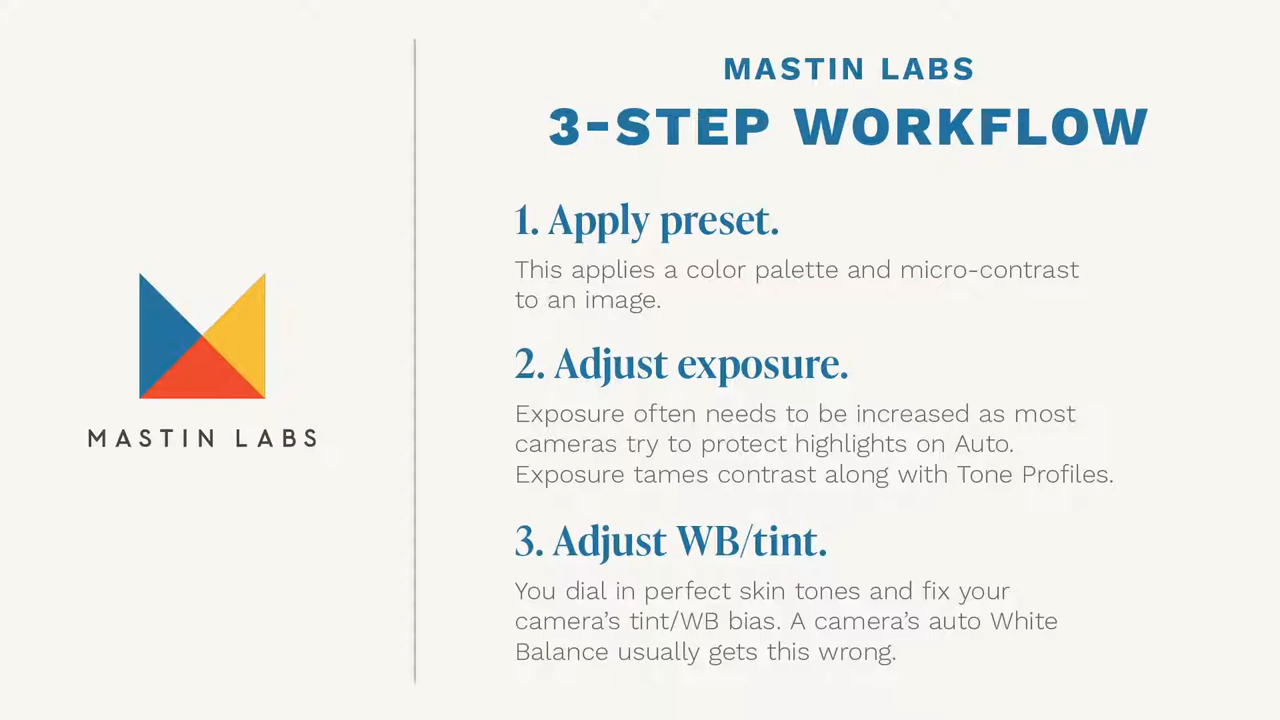 MASTIN LABS
MASTIN LABS
3-STEP WORKFLOW
1. Apply preset.
This applies a color palette and micro-contrast
to an image.
2. Adjust exposure.
Exposure often needs to be increased as most
cameras try to protect highlights on Auto.
Exposure tames contrast along with Tone Profiles.
3. Adjust WB/tint.
You dial in perfect skin tones and fix your
camera’s tint/WB bias. A camera’s auto White
Balance usually gets this wrong.